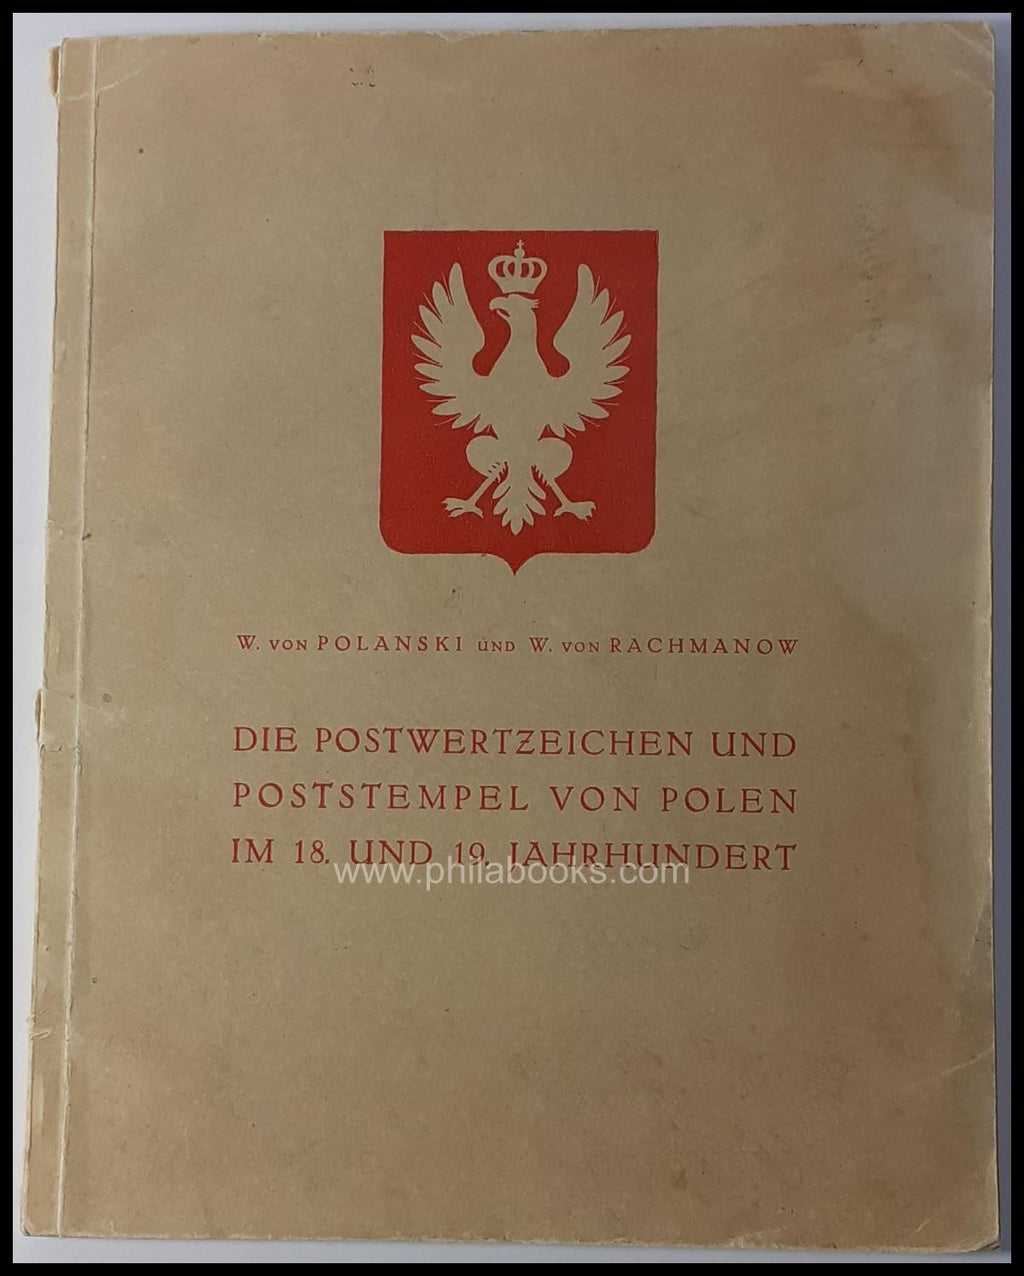 W. VON POLANSKI UND W. VON RACHMANOW
DIE POSTWERTZEICHEN UND
POSTSTEMPEL VON POLEN
IM 18. UND 19. JAHRHUNDERT
www.philabooks.com